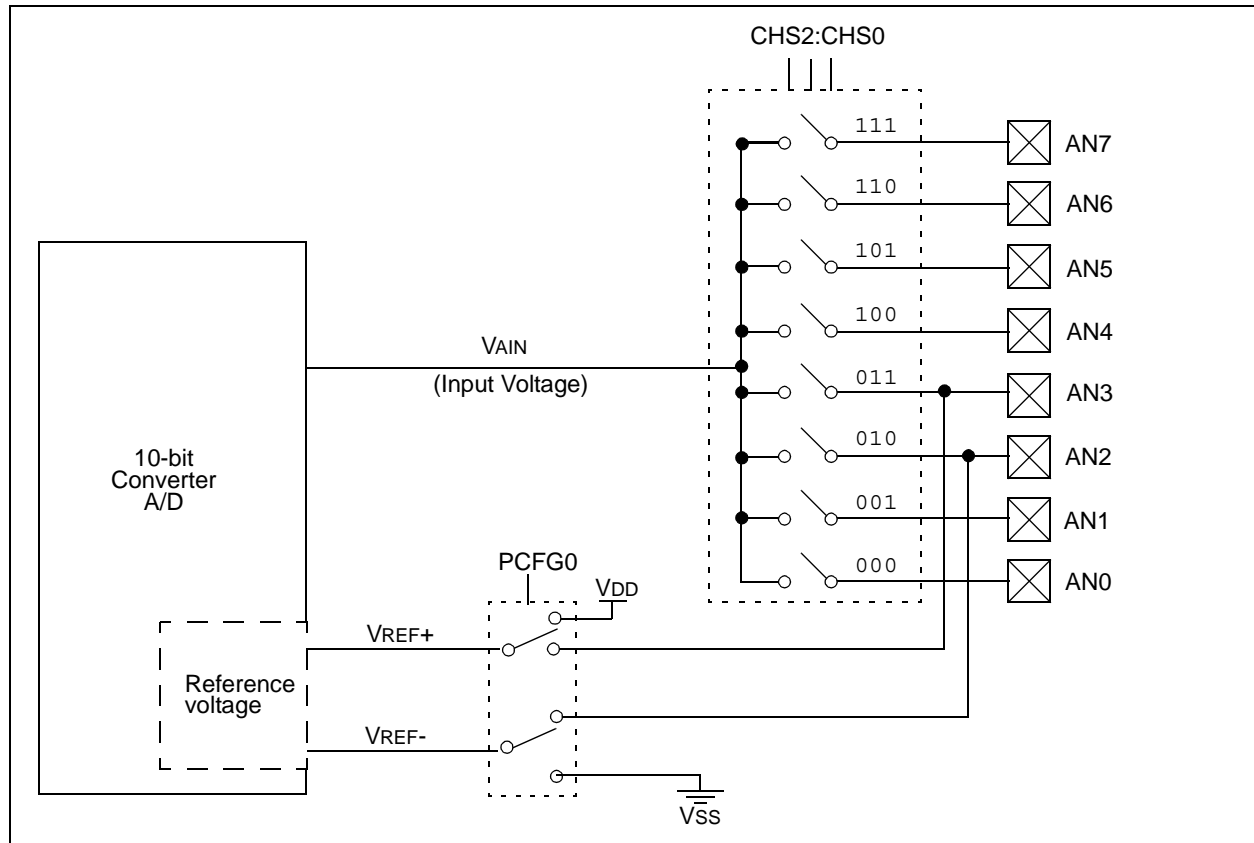 CHS2:CHS0
111
AN7
110
AN6
101
AN5
100
AN4
VAIN
(Input Voltage)
011
AN3
010
AN2
10-bit
Converter
A/D
001
AN1
PCFG0
000
AN0
VDD
VREF+
Reference
voltage
VREF-
VSS